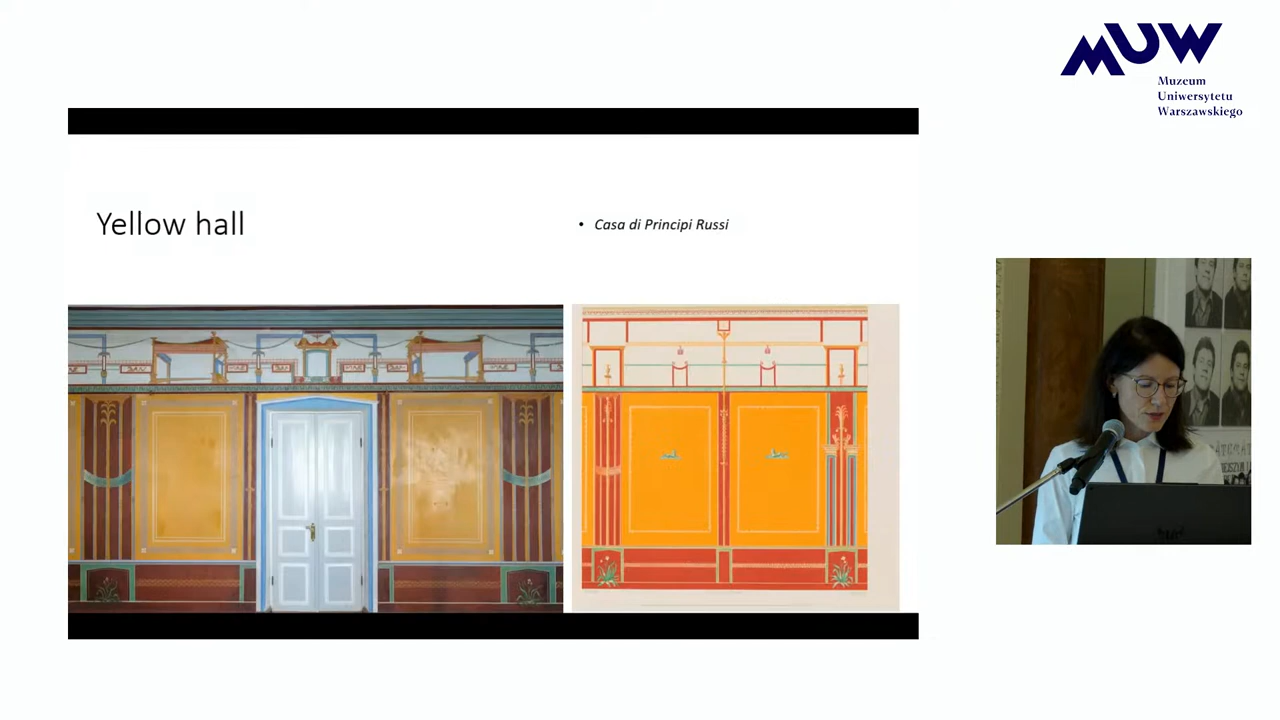 MUW
Muzeum
Uniwersytetu
Warszawskiego
Yellow hall
• Casa di Principi Russi